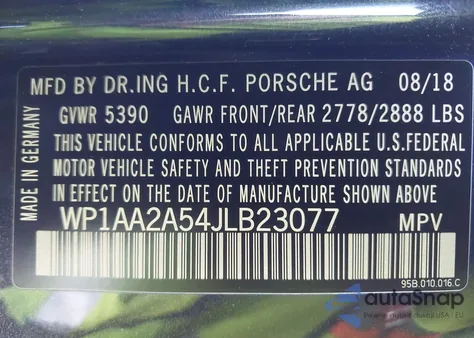 MFD BY DR.ING H.C.F. PORSCHE AG 08/18
GVWR 5390 GAWR FRONT/REAR 2778/2888 LBS
THIS VEHICLE CONFORMS TO ALL APPLICABLE U.S.FEDERAL
MOTOR VEHICLE SAFETY AND THEFT PREVENTION STANDARDS
IN EFFECT ON THE DATE OF MANUFACTURE SHOWN ABOVE
WP1AA2A54JLB23077 MPV
MADE IN GERMANY
95B.010.016.C
autoSnap